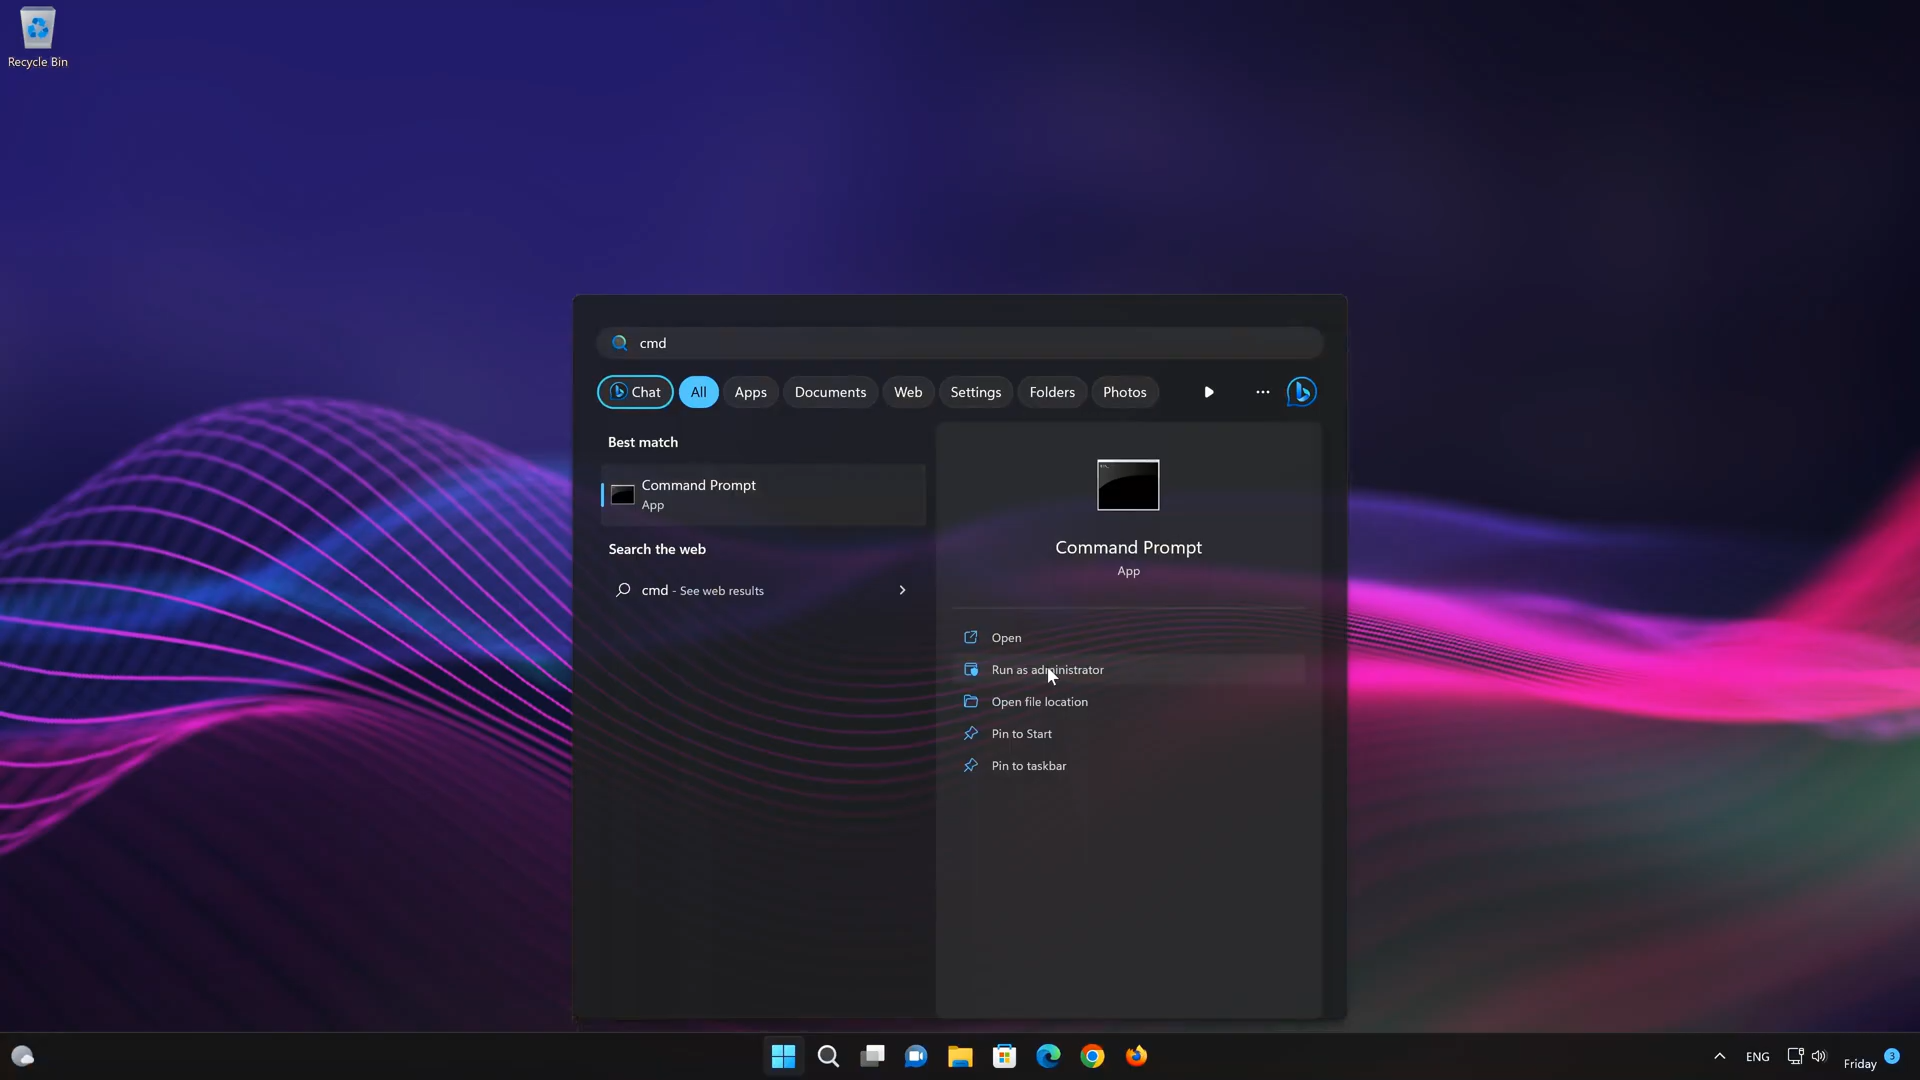 Recycle Bin
cmd
Chat All Apps Documents Web Settings Folders Photos
Best match
Command Prompt
App
Search the web
cmd - See web results
Command Prompt
App
Open
Run as administrator
Open file location
Pin to Start
Pin to taskbar
ENG
Friday
3